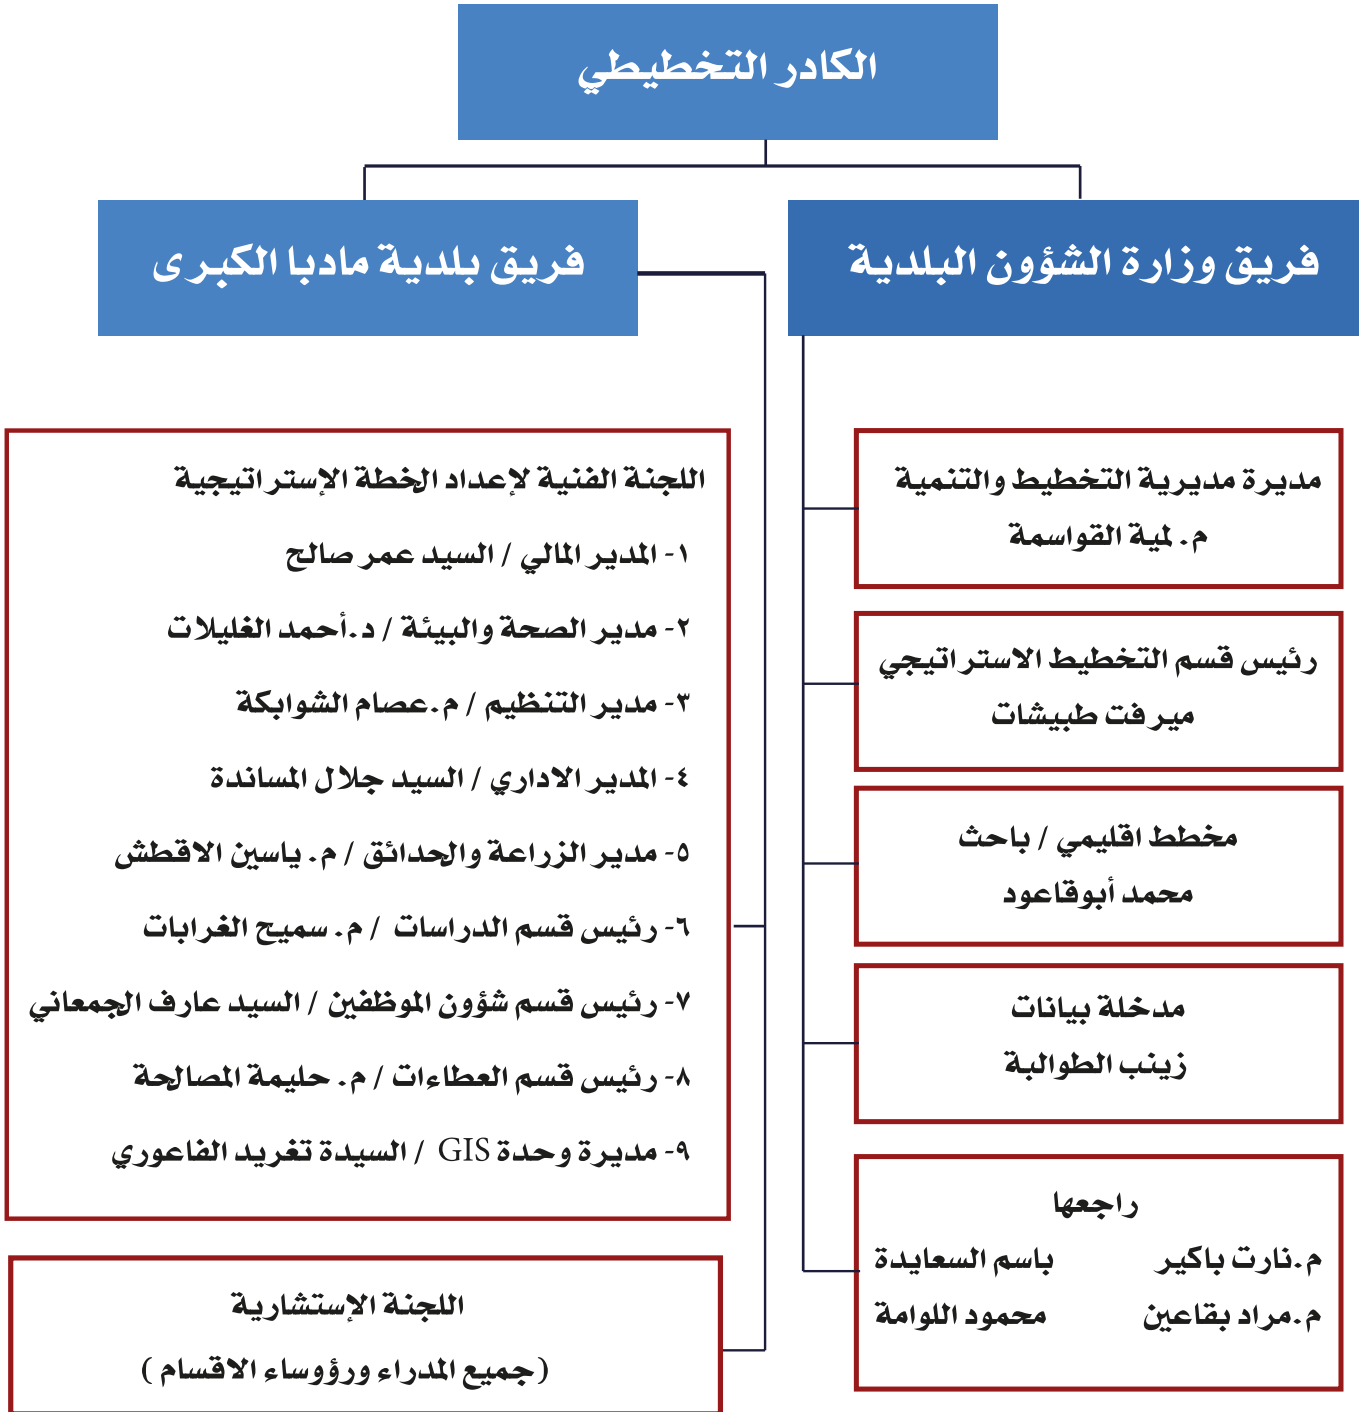 الكادر التخطيطي
فريق وزارة الشؤون البلدية
مديرة مديرية التخطيط والتنمية
م. لمية القواسمة
رئيس قسم التخطيط الاستراتيجي
ميرفت طبيشات
مخطط اقليمي / باحث
محمد أبوقاعود
مدخلة بيانات
زينب الطوالبة
راجعها
م.نارت باكير باسم السعايدة
م.مراد بقاعين محمود اللوامة
فريق بلدية مادبا الكبرى
اللجنة الفنية لإعداد الخطة الإستراتيجية
١- المدير المالي / السيد عمر صالح
٢- مدير الصحة والبيئة / د.أحمد الغليلات
٣- مدير التنظيم / م.عصام الشوابكة
٤- المدير الاداري / السيد جلال المساندة
٥- مدير الزراعة والحدائق / م. ياسين الاقطش
٦- رئيس قسم الدراسات / م. سميح الغرابات
٧- رئيس قسم شؤون الموظفين / السيد عارف الجمعاني
٨- رئيس قسم العطاءات / م. حليمة المصالحة
٩- مديرة وحدة GIS / السيدة تغريد الفاعوري
اللجنة الإستشارية
(جميع المدراء ورؤوساء الاقسام )